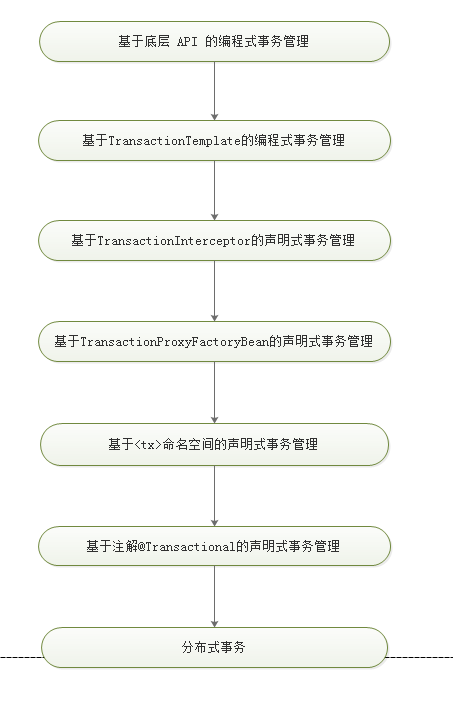 基于底层 API 的编程式事务管理
基于TransactionTemplate的编程式事务管理
基于TransactionInterceptor的声明式事务管理
基于TransactionProxyFactoryBean的声明式事务管理
基于<tx>命名空间的声明式事务管理
基于注解@Transactional的声明式事务管理
分布式事务